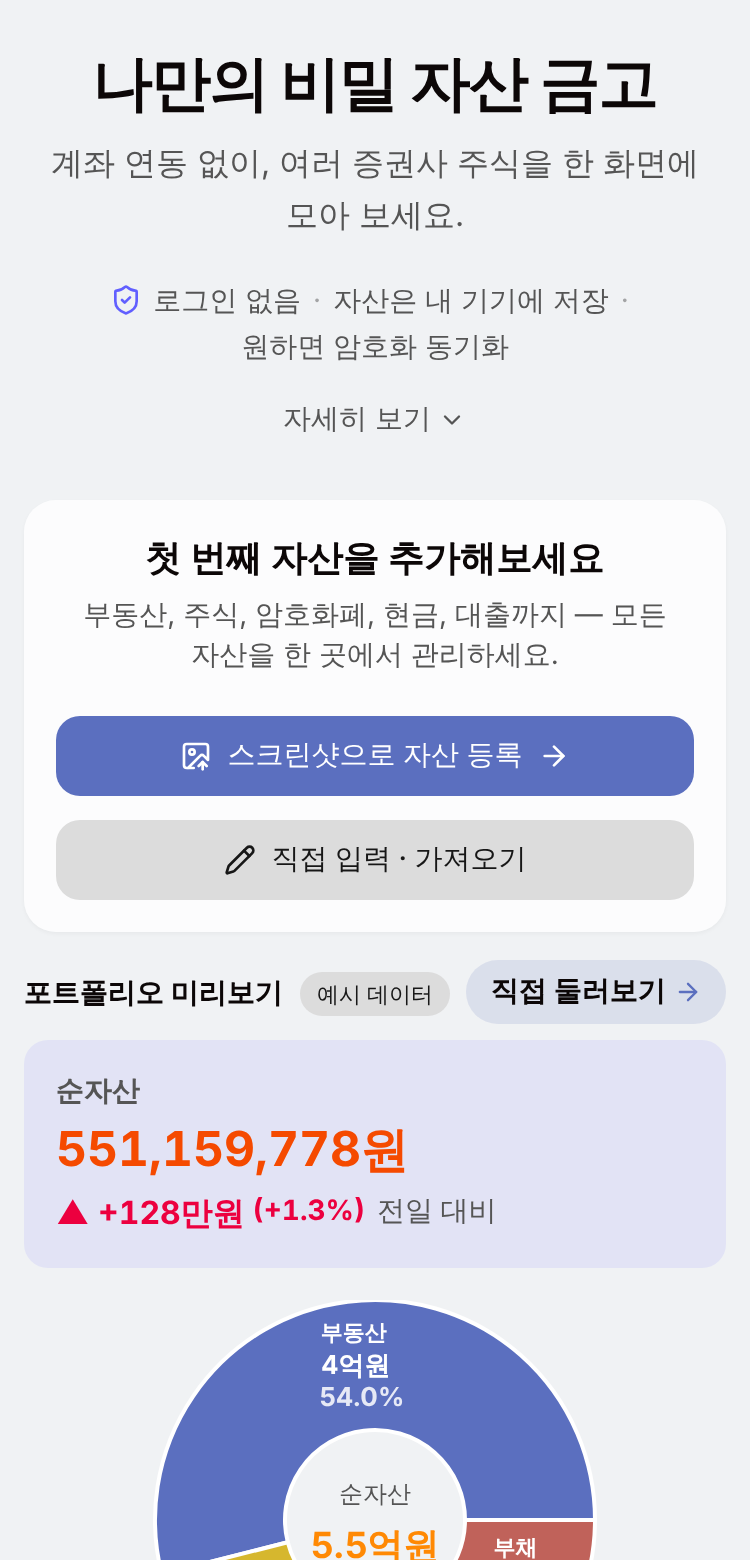 나만의 비밀 자산 금고
계좌 연동 없이, 여러 증권사 주식을 한 화면에
모아 보세요.
로그인 없음 · 자산은 내 기기에 저장 ·
원하면 암호화 동기화
자세히 보기
첫 번째 자산을 추가해보세요
부동산, 주식, 암호화폐, 현금, 대출까지 — 모든
자산을 한 곳에서 관리하세요.
스크린샷으로 자산 등록 →
직접 입력 · 가져오기
포트폴리오 미리보기 예시 데이터 직접 둘러보기 →
순자산
551,159,778원
▲ +128만원 (+1.3%) 전일 대비
부동산
4억원
54.0%
순자산
5.5억원
부채